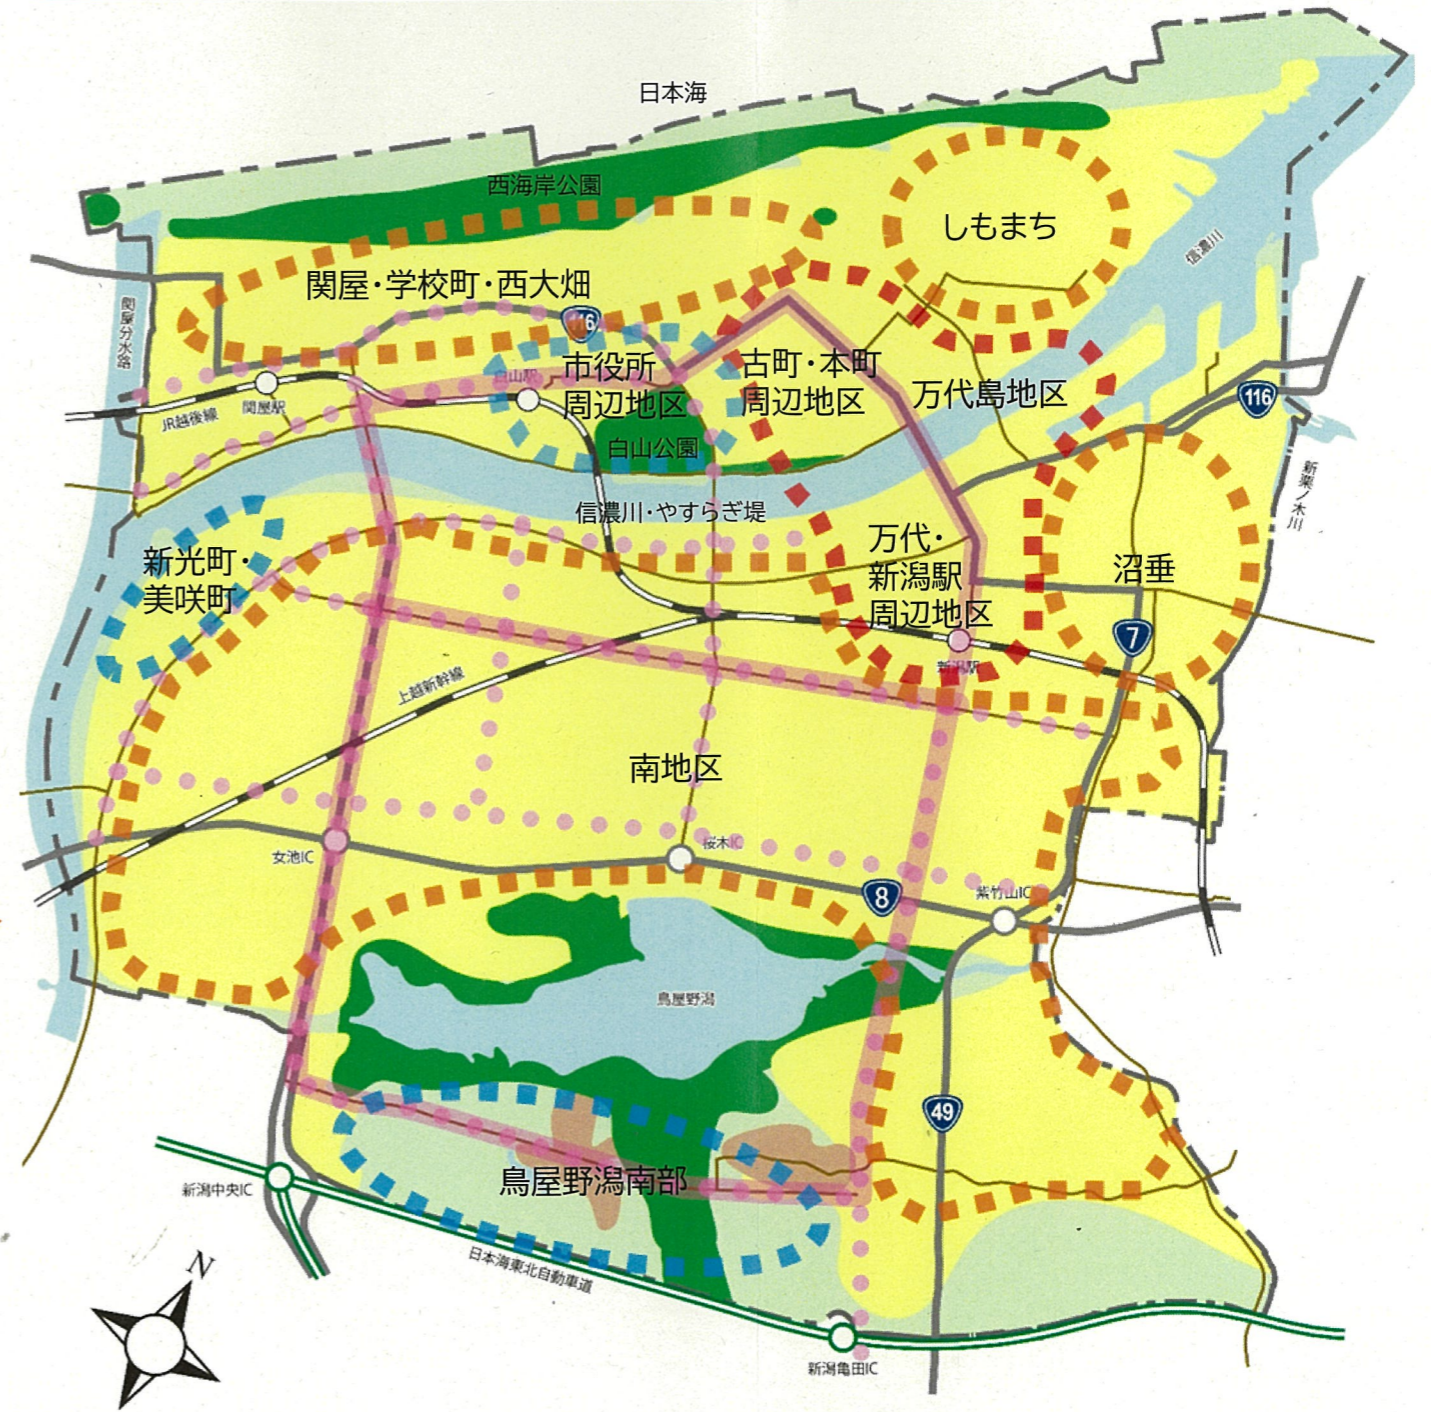 日本海
西海岸公園
しもまち
信濃川
関屋・学校町・西大畑
関屋分水路
116
市役所
周辺地区
古町・本町
周辺地区
万代島地区
白山駅
関屋駅
JR越後線
116
白山公園
新栗ノ木川
信濃川・やすらぎ堤
新光町・
美咲町
万代・
新潟駅
周辺地区
沼垂
7
新潟駅
上越新幹線
南地区
女池IC
桜木IC
8
紫竹山IC
鳥屋野潟
49
鳥屋野潟南部
新潟中央IC
日本海東北自動車道
N
新潟亀田IC